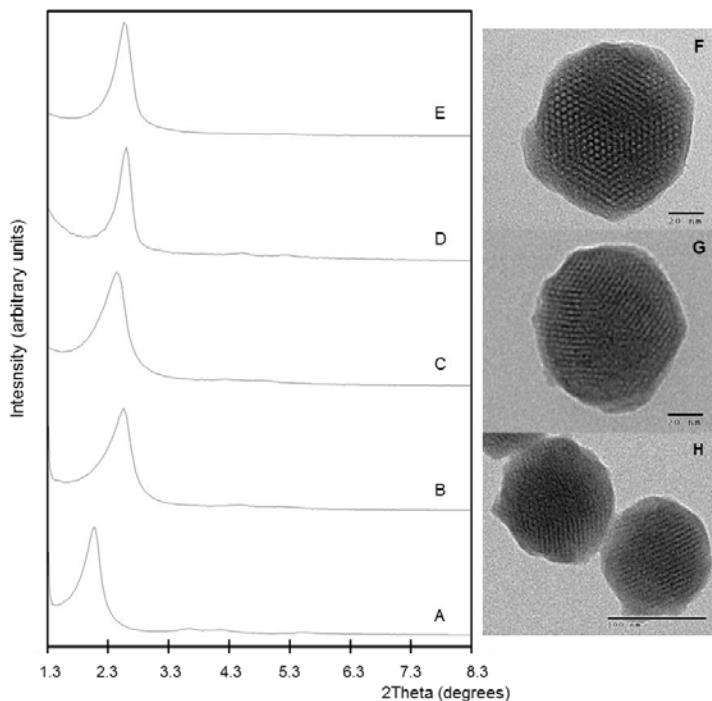 Intesnsity (arbitrary units)
E
D
C
B
A
1.3 2.3 3.3 4.3 5.3 6.3 7.3 8.3
2Theta (degrees)
F
20 nm
G
20 nm
H
100 nm